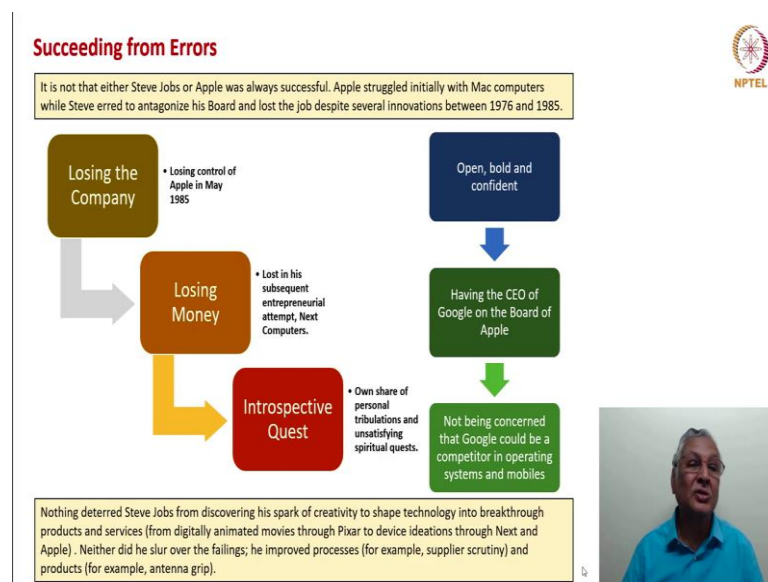 Succeeding from Errors
NPTEL
It is not that either Steve Jobs or Apple was always successful. Apple struggled initially with Mac computers
while Steve erred to antagonize his Board and lost the job despite several innovations between 1976 and 1985.
Losing the
Company
• Losing control of
Apple in May
1985
Losing
Money
• Lost in his
subsequent
entrepreneurial
attempt, Next
Computers.
Introspective
Quest
• Own share of
personal
tribulations and
unsatisfying
spiritual quests.
Open, bold and
confident
Having the CEO of
Google on the Board of
Apple
Not being concerned
that Google could be a
competitor in operating
systems and mobiles
Nothing deterred Steve Jobs from discovering his spark of creativity to shape technology into breakthrough
products and services (from digitally animated movies through Pixar to device ideations through Next and
Apple) . Neither did he slur over the failings; he improved processes (for example, supplier scrutiny) and
products (for example, antenna grip).